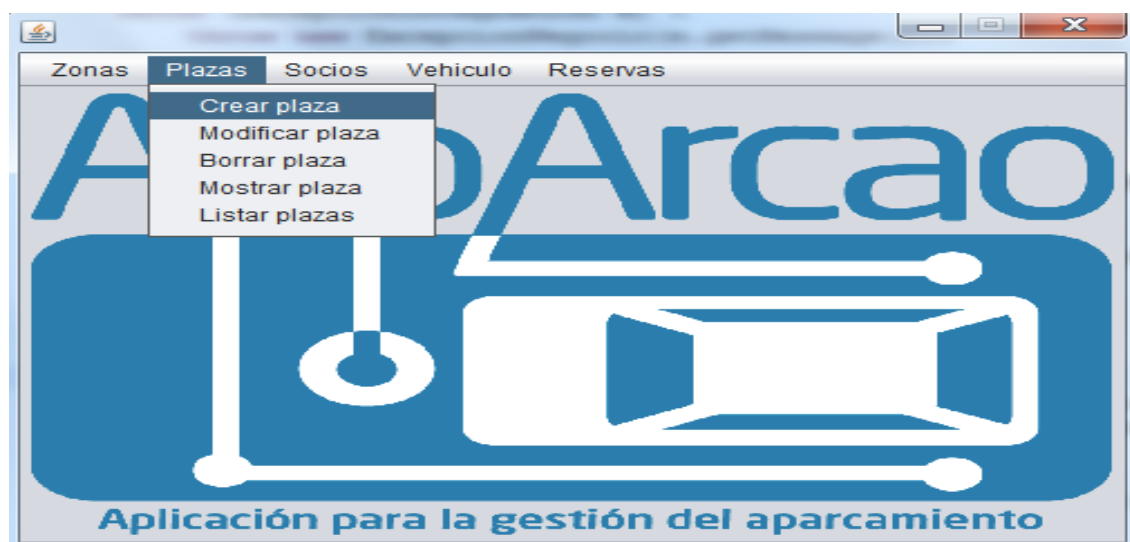 Zonas Plazas Socios Vehiculo Reservas
Crear plaza
Modificar plaza
Borrar plaza
Mostrar plaza
Listar plazas
Aplicación para la gestión del aparcamiento